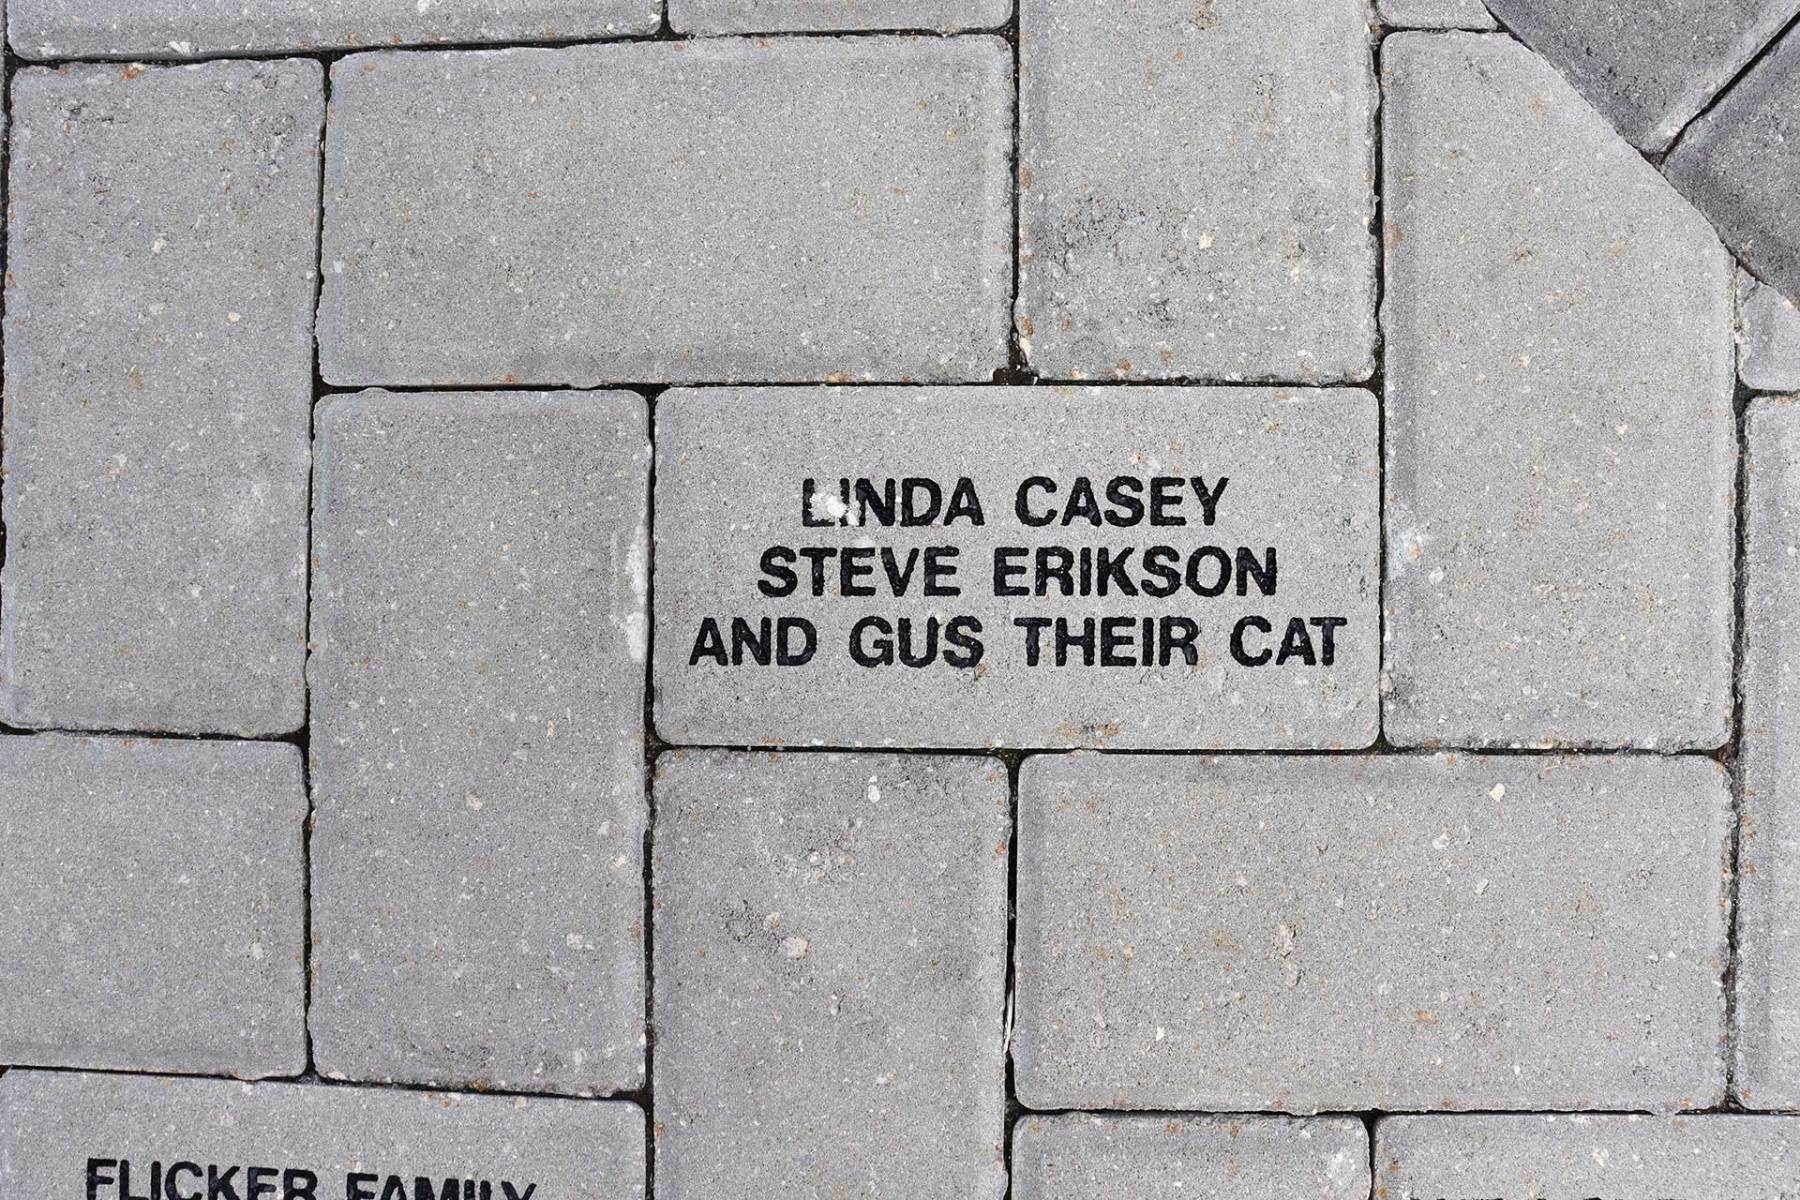 LINDA CASEY
STEVE ERIKSON
AND GUS THEIR CAT
FLICKER FAMILY